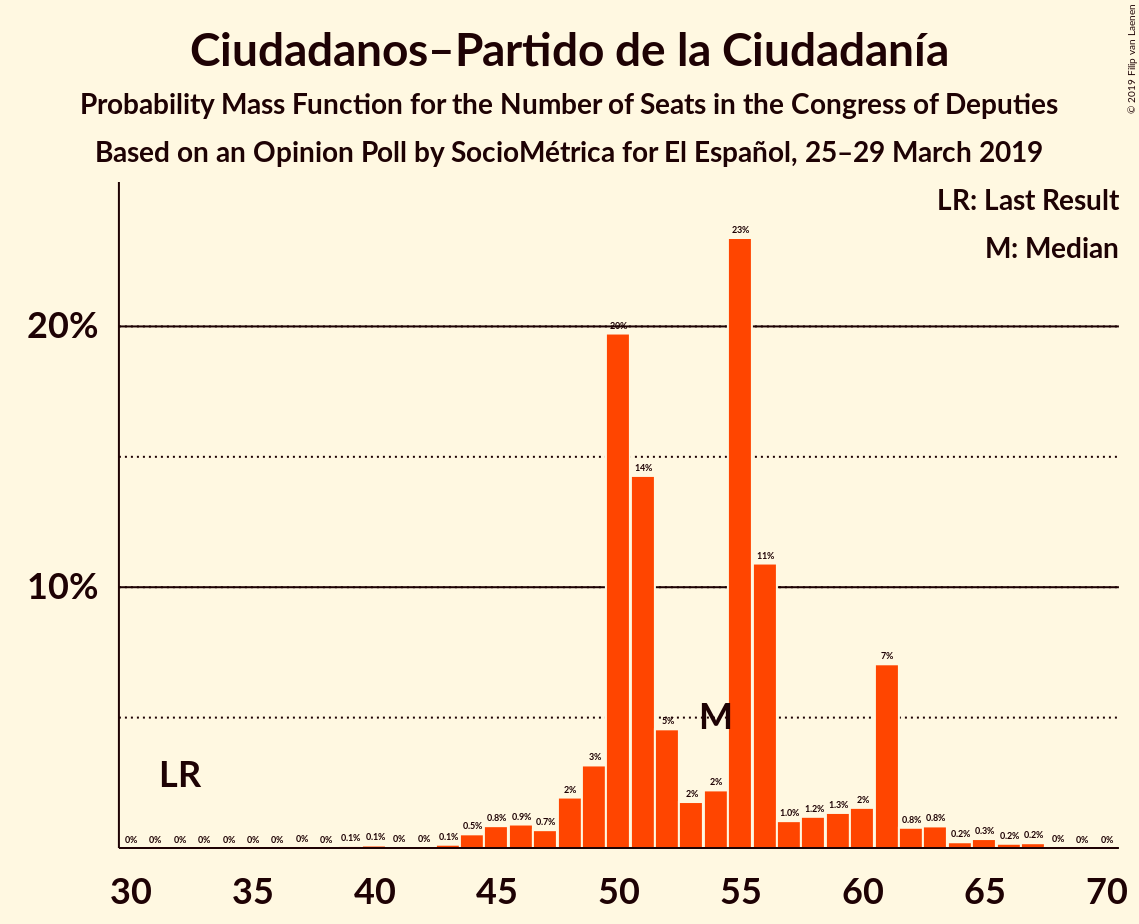 Ciudadanos–Partido de la Ciudadanía
Probability Mass Function for the Number of Seats in the Congress of Deputies
Based on an Opinion Poll by SocioMétrica for El Español, 25–29 March 2019
© 2019 Filip van Laenen
LR: Last Result
M: Median
20%
10%
LR
M
0% 0% 0% 0% 0% 0% 0% 0% 0% 0.1% 0.1% 0% 0% 0.1% 0.5% 0.8% 0.9% 0.7% 2% 3% 20% 14% 5% 2% 2% 23% 11% 1.0% 1.2% 1.3% 2% 7% 0.8% 0.8% 0.2% 0.3% 0.2% 0.2% 0% 0% 0%
30 35 40 45 50 55 60 65 70